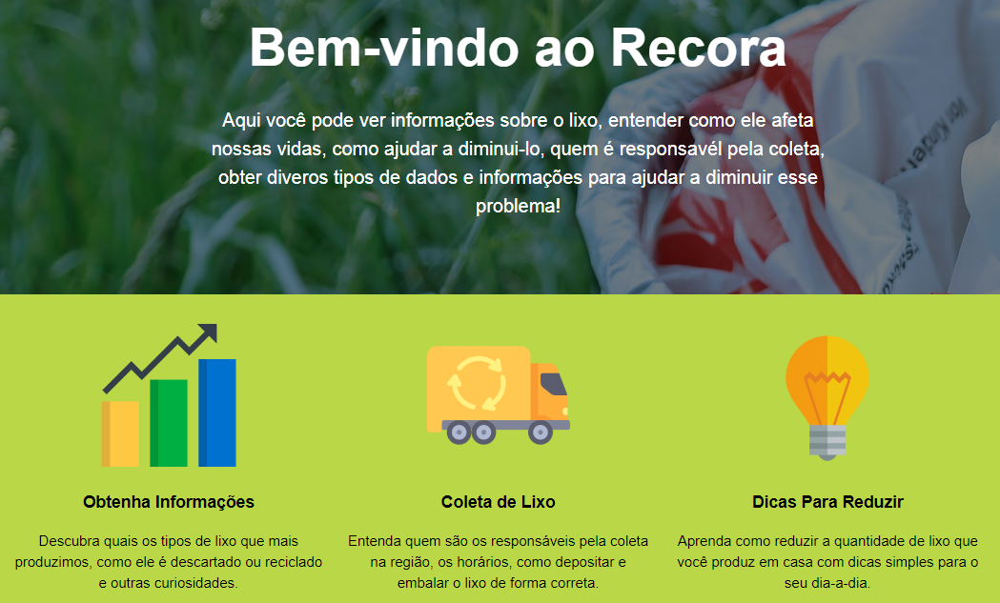 Bem-vindo ao Recora
Aqui você pode ver informações sobre o lixo, entender como ele afeta
nossas vidas, como ajudar a diminui-lo, quem é responsavél pela coleta,
obter diveros tipos de dados e informações para ajudar a diminuir esse
problema!
Obtenha Informações
Descubra quais os tipos de lixo que mais
produzimos, como ele é descartado ou reciclado
e outras curiosidades.
Coleta de Lixo
Entenda quem são os responsáveis pela coleta
na região, os horários, como depositar e
embalar o lixo de forma correta.
Dicas Para Reduzir
Aprenda como reduzir a quantidade de lixo que
você produz em casa com dicas simples para o
seu dia-a-dia.